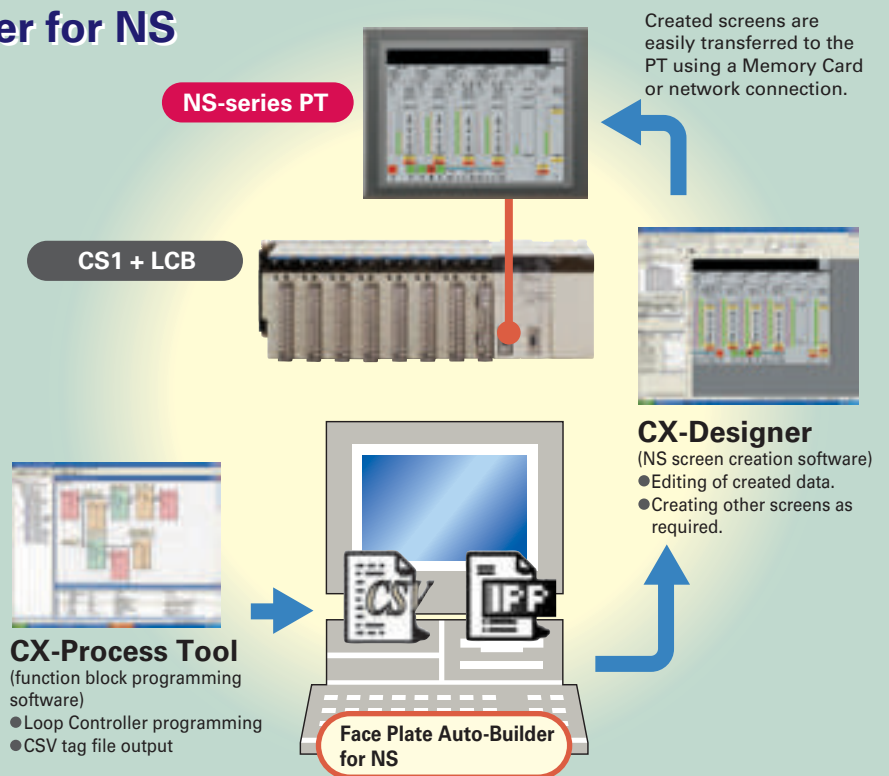 er for NS
Created screens are
easily transferred to the
PT using a Memory Card
or network connection.
NS-series PT
CS1 + LCB
CX-Designer
(NS screen creation software)
●Editing of created data.
●Creating other screens as
required.
CSV
IPP
CX-Process Tool
(function block programming
software)
●Loop Controller programming
●CSV tag file output
Face Plate Auto-Builder
for NS